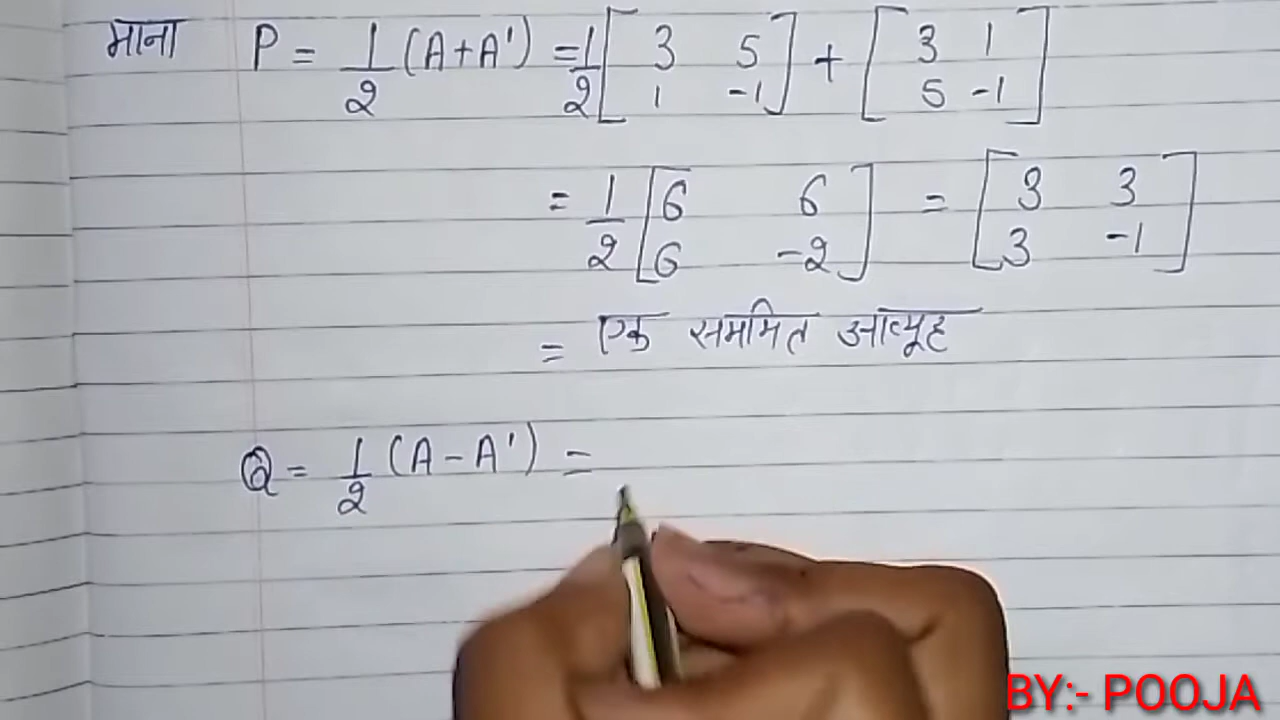 माना P = 1/2 (A+A') = 1/2 [3 5; 1 -1] + [3 1; 5 -1]
= 1/2 [6 6; 6 -2] = [3 3; 3 -1]
= एक सममित आव्यूह
Q = 1/2 (A-A') =
BY:- POOJA